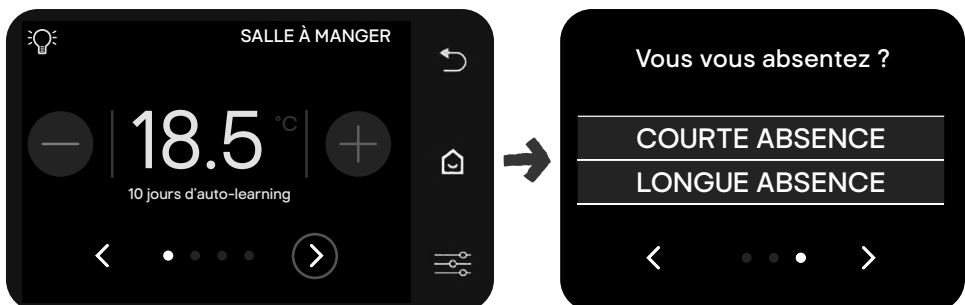 SALLE À MANGER
18.5 °C
10 jours d'auto-learning
Vous vous absentez ?
COURTE ABSENCE
LONGUE ABSENCE